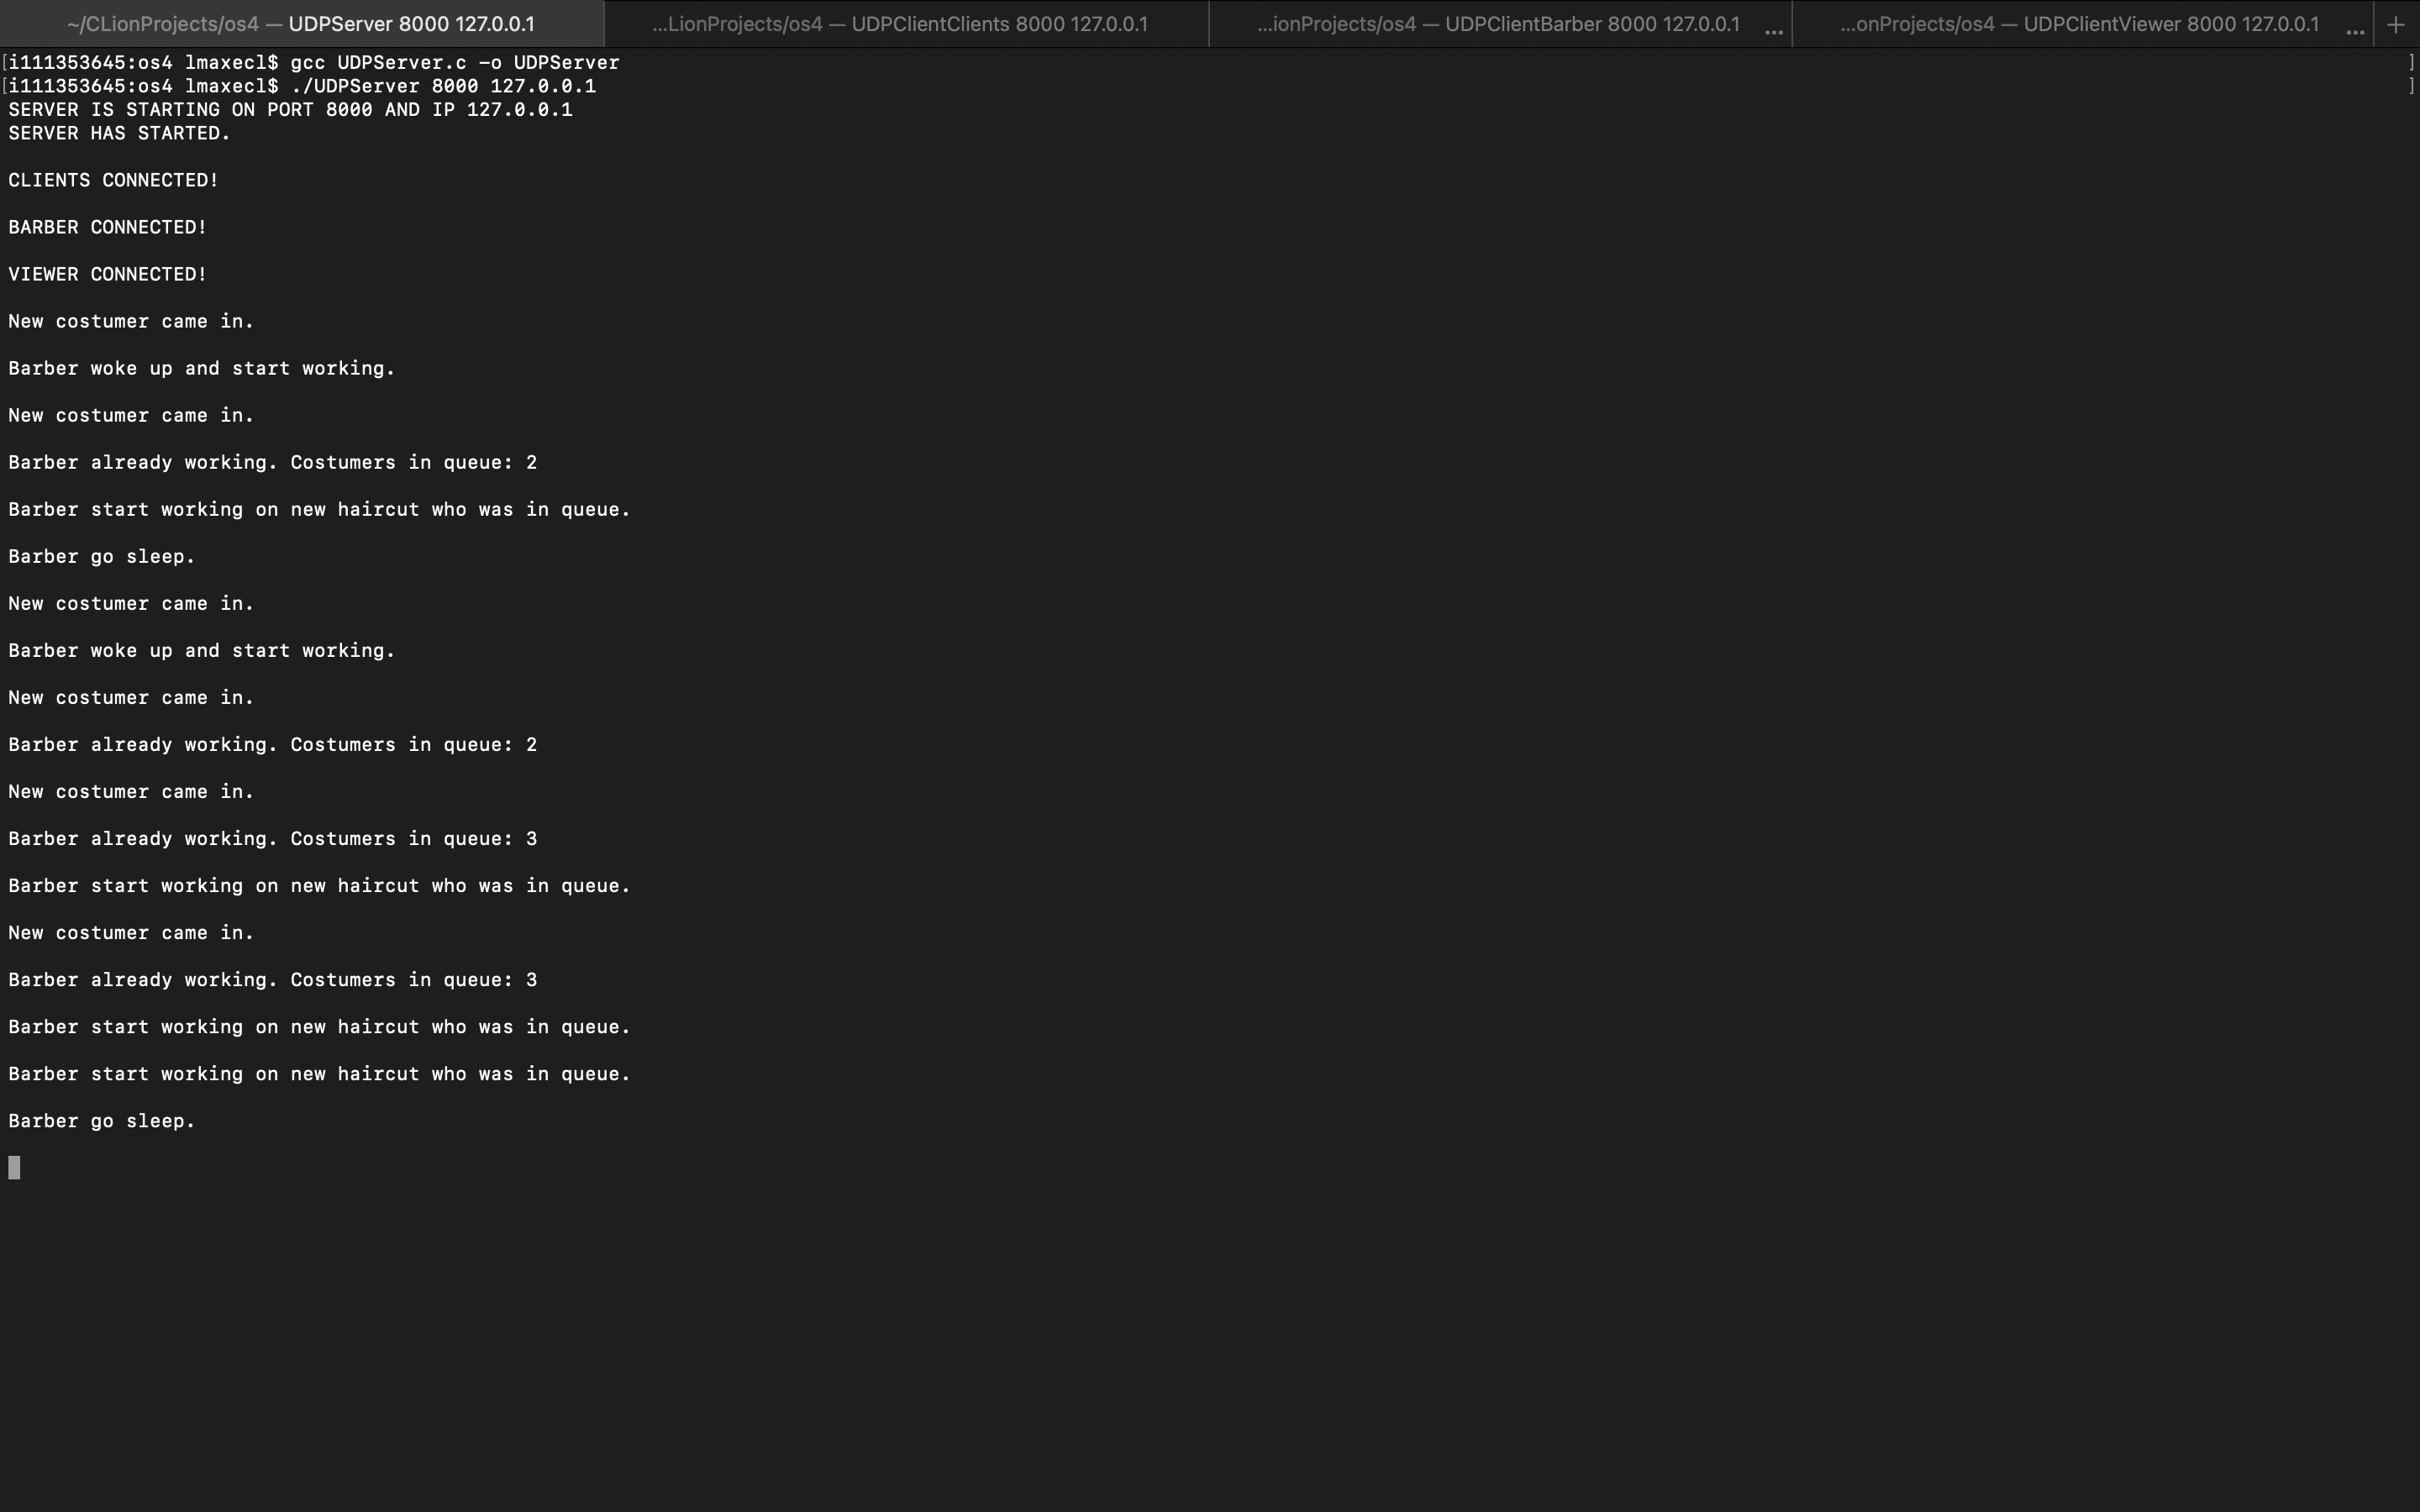 ~/CLionProjects/os4 — UDPServer 8000 127.0.0.1
...LionProjects/os4 — UDPClientClients 8000 127.0.0.1
...ionProjects/os4 — UDPClientBarber 8000 127.0.0.1 ...
...onProjects/os4 — UDPClientViewer 8000 127.0.0.1 ... +
[i111353645:os4 lmaxecl$ gcc UDPServer.c -o UDPServer ]
[i111353645:os4 lmaxecl$ ./UDPServer 8000 127.0.0.1 ]
SERVER IS STARTING ON PORT 8000 AND IP 127.0.0.1
SERVER HAS STARTED.
CLIENTS CONNECTED!
BARBER CONNECTED!
VIEWER CONNECTED!
New costumer came in.
Barber woke up and start working.
New costumer came in.
Barber already working. Costumers in queue: 2
Barber start working on new haircut who was in queue.
Barber go sleep.
New costumer came in.
Barber woke up and start working.
New costumer came in.
Barber already working. Costumers in queue: 2
New costumer came in.
Barber already working. Costumers in queue: 3
Barber start working on new haircut who was in queue.
New costumer came in.
Barber already working. Costumers in queue: 3
Barber start working on new haircut who was in queue.
Barber start working on new haircut who was in queue.
Barber go sleep.